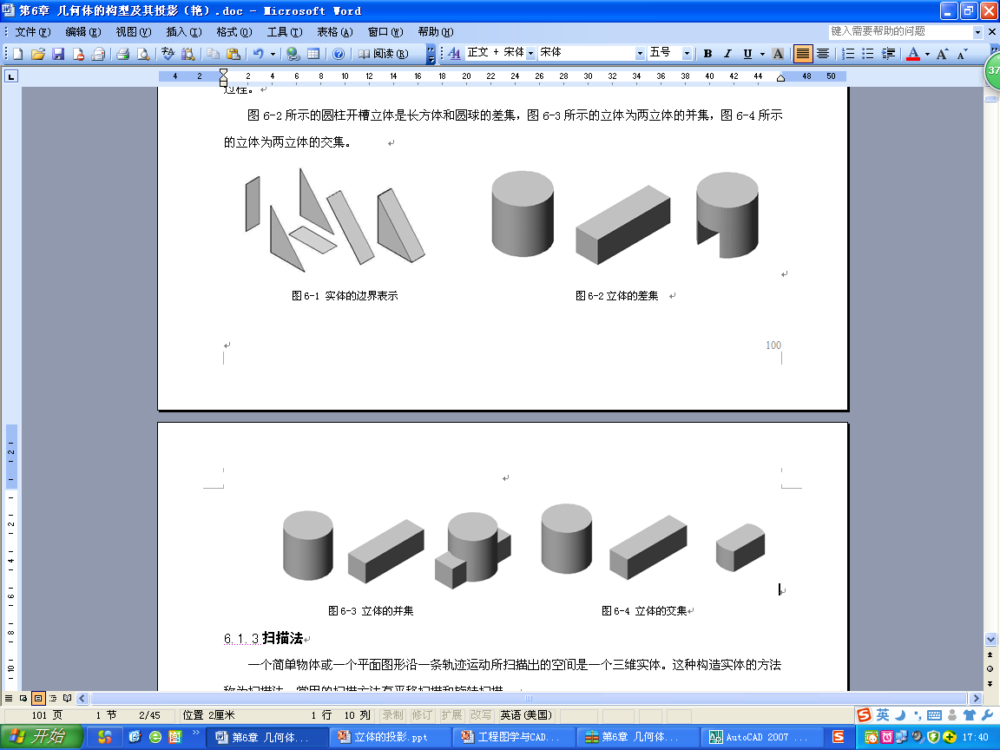 第6章 几何体的构型及其投影（艳）.doc - Microsoft Word
文件(F) 编辑(E) 视图(V) 插入(I) 格式(O) 工具(T) 表格(A) 窗口(W) 帮助(H) 键入需要帮助的问题
阅读(R) 正文 + 宋体 宋体 五号 B I U A A A A
4 2 2 4 6 8 10 12 14 16 18 20 22 24 26 28 30 32 34 36 38 40 42 44 48 50
37
图6-2所示的圆柱开槽立体是长方体和圆球的差集，图6-3所示的立体为两立体的并集，图6-4所示
的立体为两立体的交集。
图6-1 实体的边界表示 图6-2立体的差集
100
图6-3 立体的并集 图6-4 立体的交集
6.1.3扫描法
一个简单物体或一个平面图形沿一条轨迹运动所扫描出的空间是一个三维实体。这种构造实体的方法
2 2 4 6 8 10
101 页 1 节 2/45 位置 2厘米 1 行 10 列 录制 修订 扩展 改写 英语(美国)
英
开始 第6章 几何体... 立体的投影.ppt 工程图学与CAD... 第6章 几何体... AutoCAD 2007 ... 17:40